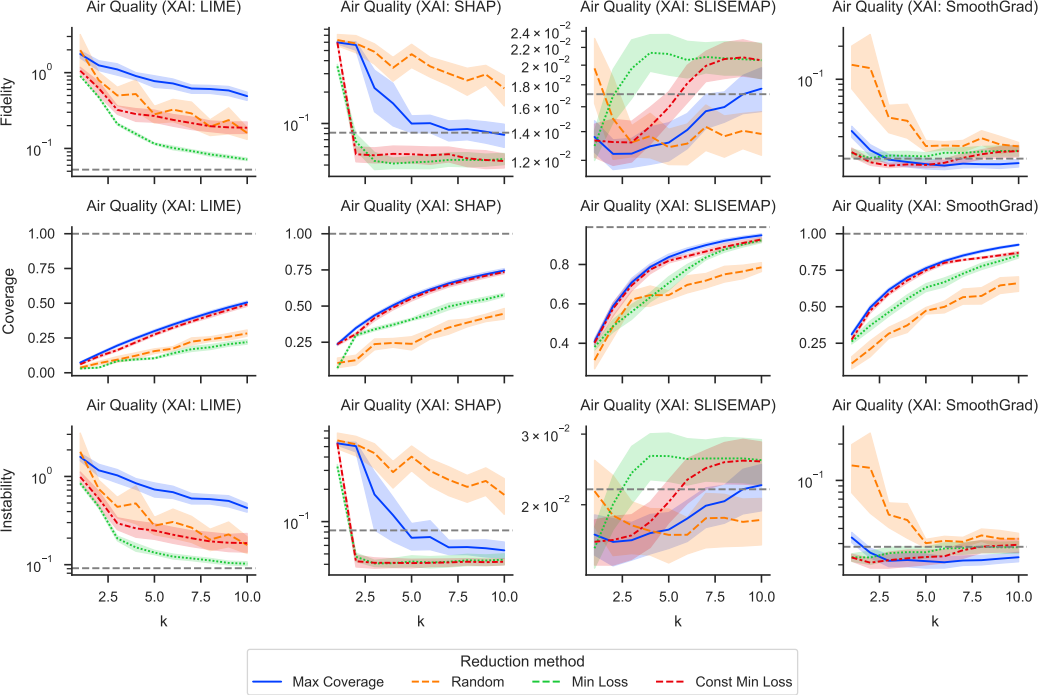 Air Quality (XAI: LIME)
Air Quality (XAI: SHAP)
Air Quality (XAI: SLISEMAP)
Air Quality (XAI: SmoothGrad)
Fidelity
10⁰
10⁻¹
10⁻¹
2.4 × 10⁻²
2.2 × 10⁻²
2 × 10⁻²
1.8 × 10⁻²
1.6 × 10⁻²
1.4 × 10⁻²
1.2 × 10⁻²
10⁻¹
Air Quality (XAI: LIME)
Air Quality (XAI: SHAP)
Air Quality (XAI: SLISEMAP)
Air Quality (XAI: SmoothGrad)
Coverage
1.00
0.75
0.50
0.25
0.00
1.00
0.75
0.50
0.25
0.8
0.6
0.4
1.00
0.75
0.50
0.25
Air Quality (XAI: LIME)
Air Quality (XAI: SHAP)
Air Quality (XAI: SLISEMAP)
Air Quality (XAI: SmoothGrad)
Instability
10⁰
10⁻¹
10⁻¹
3 × 10⁻²
2 × 10⁻²
10⁻¹
2.5 5.0 7.5 10.0
2.5 5.0 7.5 10.0
2.5 5.0 7.5 10.0
2.5 5.0 7.5 10.0
k
k
k
k
Reduction method
Max Coverage Random Min Loss Const Min Loss